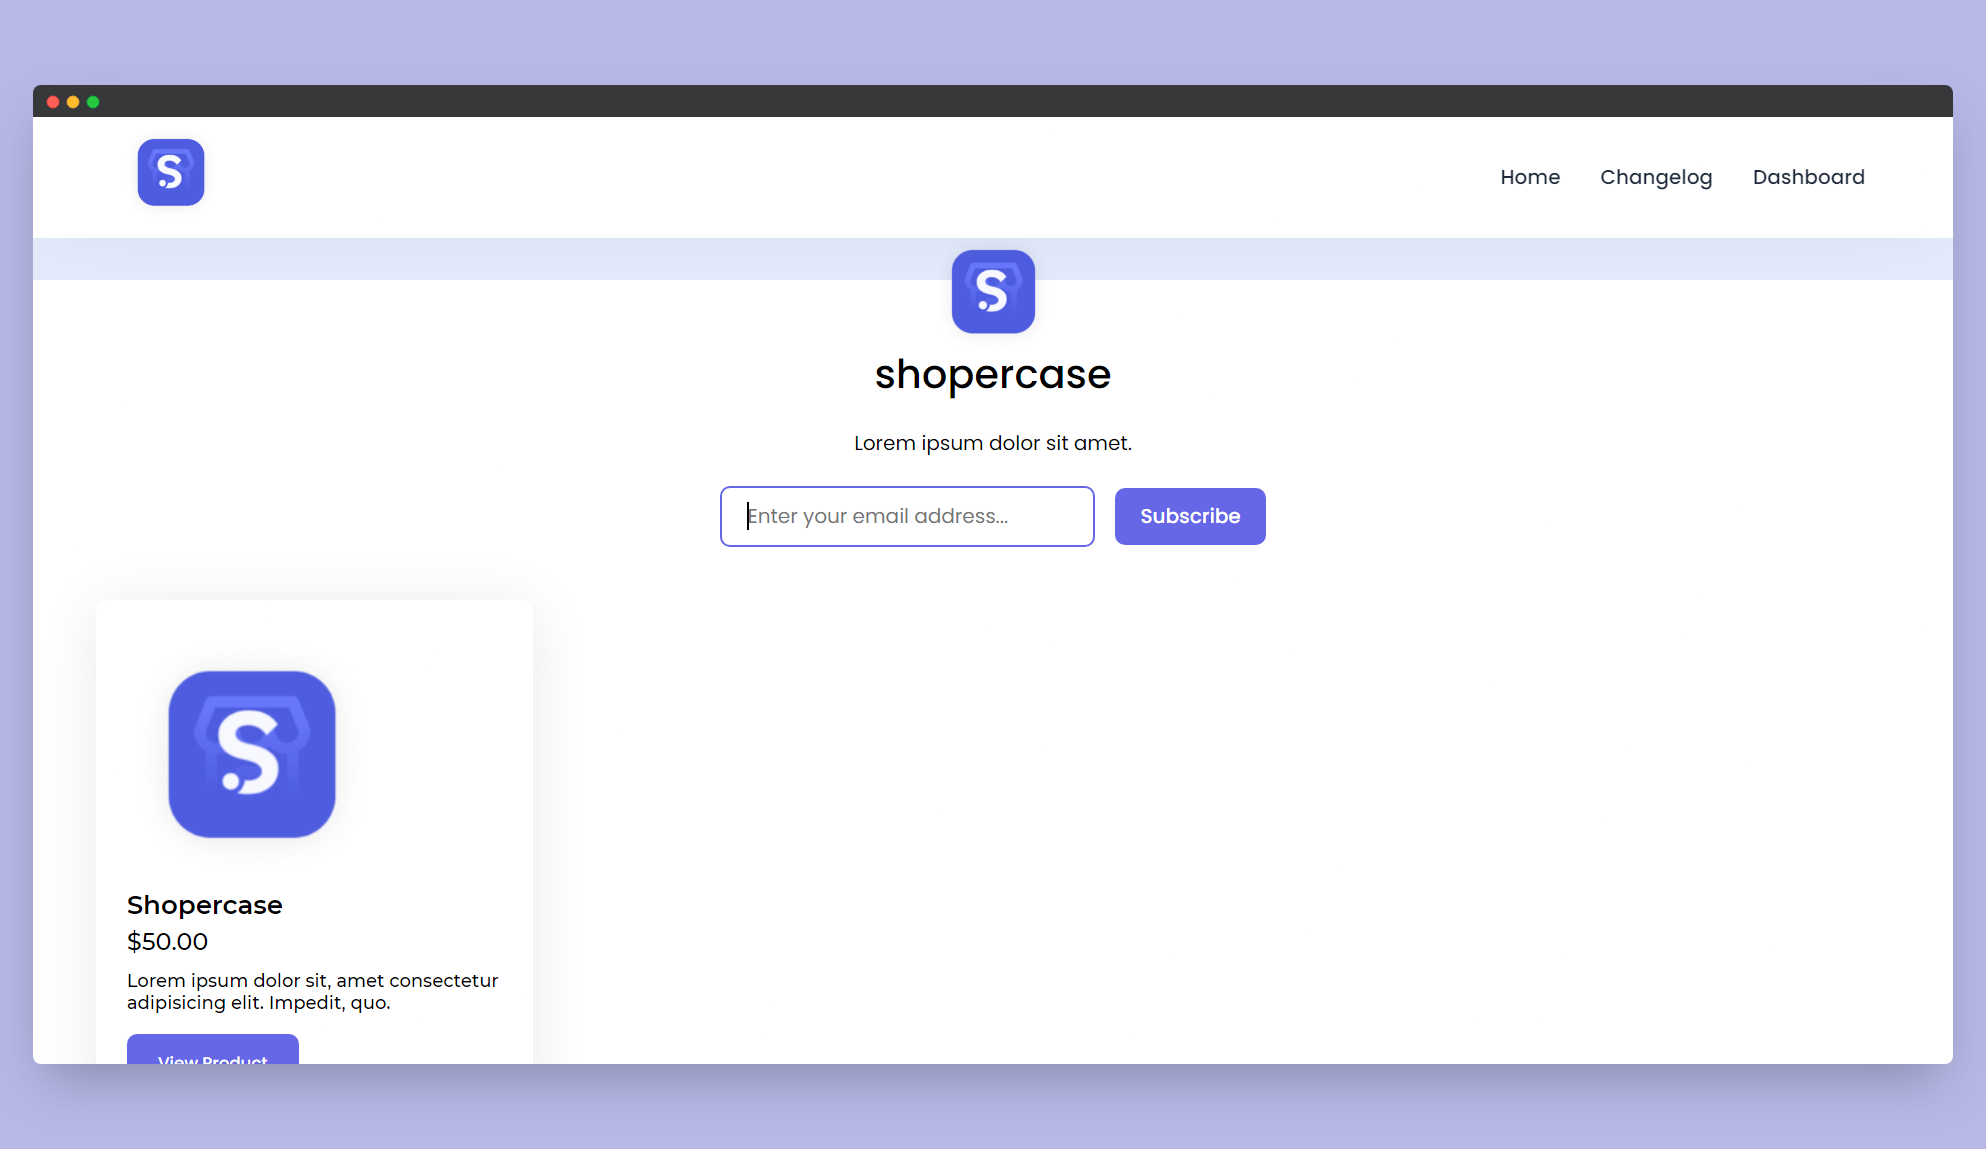 S
Home Changelog Dashboard
S
shopercase
Lorem ipsum dolor sit amet.
Enter your email address... Subscribe
S
Shopercase
$50.00
Lorem ipsum dolor sit, amet consectetur
adipisicing elit. Impedit, quo.
View Product